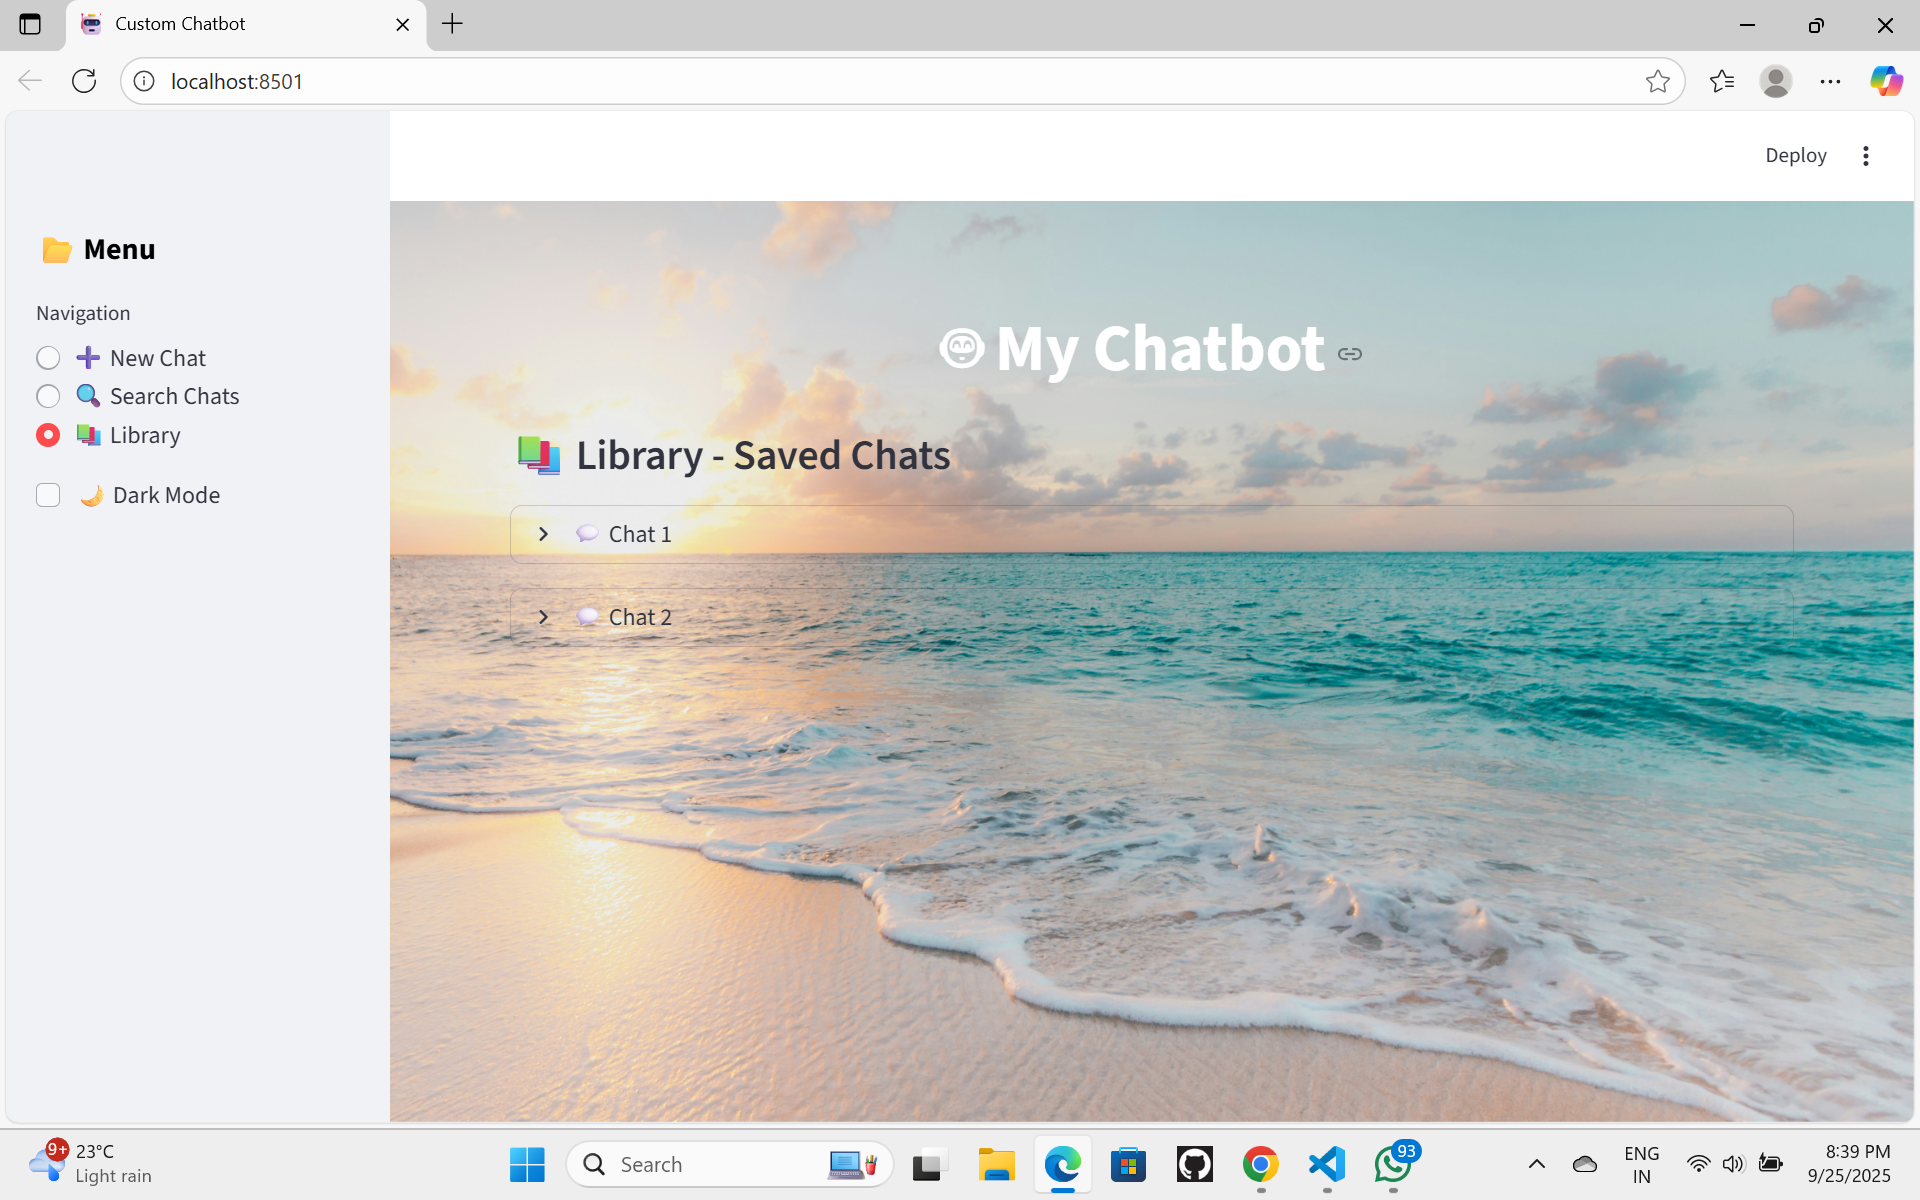 Custom Chatbot
localhost:8501
Deploy
Menu
Navigation
New Chat
Search Chats
Library
Dark Mode
My Chatbot
Library - Saved Chats
Chat 1
Chat 2
9+
23°C
Light rain
Search
93
ENG
IN
8:39 PM
9/25/2025